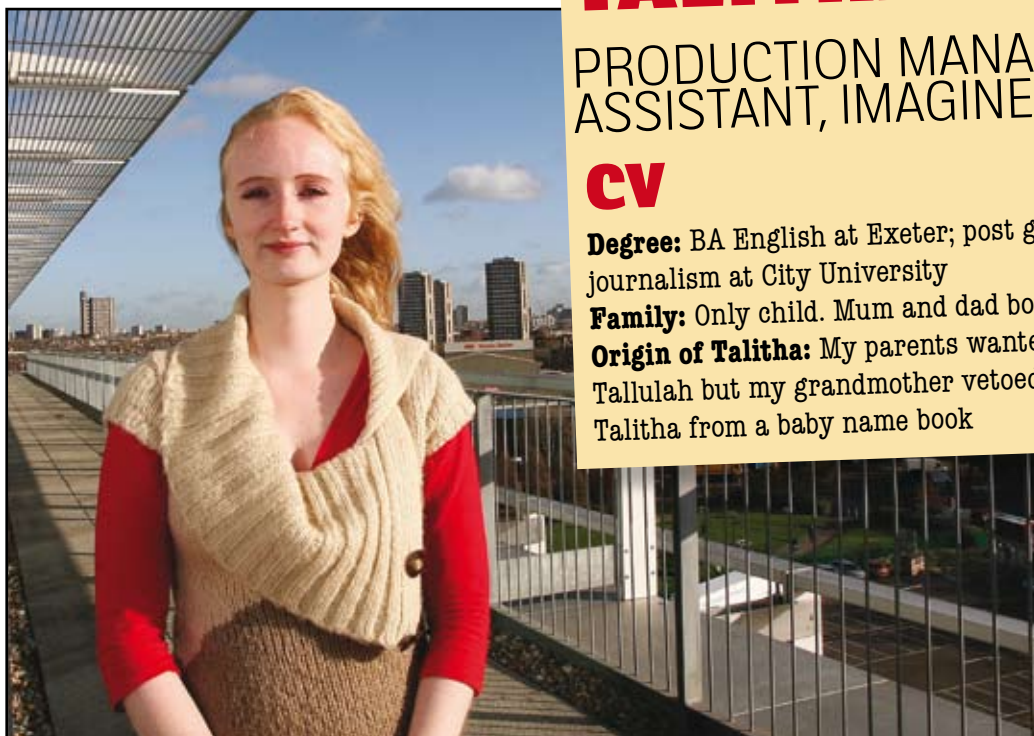 PRODUCTION MANA
ASSISTANT, IMAGINE
cv
Degree: BA English at Exeter; post g
journalism at City University
Family: Only child. Mum and dad bo
Origin of Talitha: My parents wante
Tallulah but my grandmother vetoed
Talitha from a baby name book